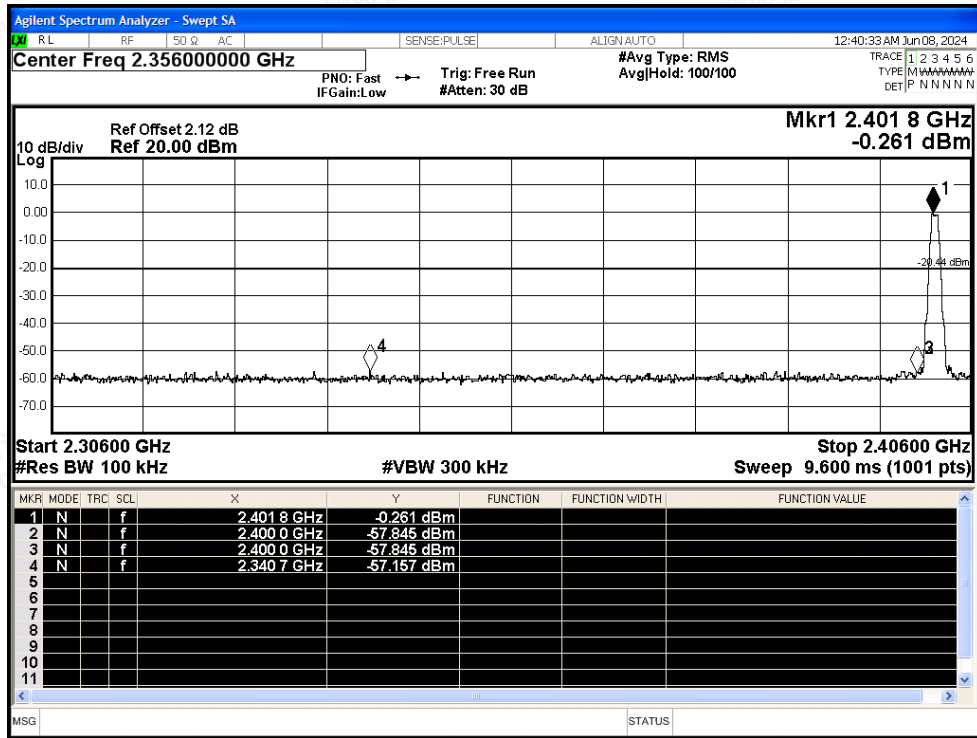 Agilent Spectrum Analyzer - Swept SA
LXI RL RF 50 Ω AC SENSE:PULSE ALIGN AUTO 12:40:33 AM Jun 08, 2024
Center Freq 2.356000000 GHz
PNO: Fast
IFGain:Low
Trig: Free Run
#Atten: 30 dB
#Avg Type: RMS
Avg|Hold: 100/100
TRACE 1 2 3 4 5 6
TYPE M WWWWW
DET P N N N N N
Ref Offset 2.12 dB
10 dB/div Ref 20.00 dBm
Log
Mkr1 2.401 8 GHz
-0.261 dBm
10.0
0.00
-10.0
-20.0
-30.0
-40.0
-50.0
-60.0
-70.0
1
-20.44 dBm
4
3
Start 2.30600 GHz Stop 2.40600 GHz
#Res BW 100 kHz #VBW 300 kHz Sweep 9.600 ms (1001 pts)
MKR MODE TRC SCL X Y FUNCTION FUNCTION WIDTH FUNCTION VALUE
1 N f 2.401 8 GHz -0.261 dBm
2 N f 2.400 0 GHz -57.845 dBm
3 N f 2.400 0 GHz -57.845 dBm
4 N f 2.340 7 GHz -57.157 dBm
5
6
7
8
9
10
11
MSG STATUS